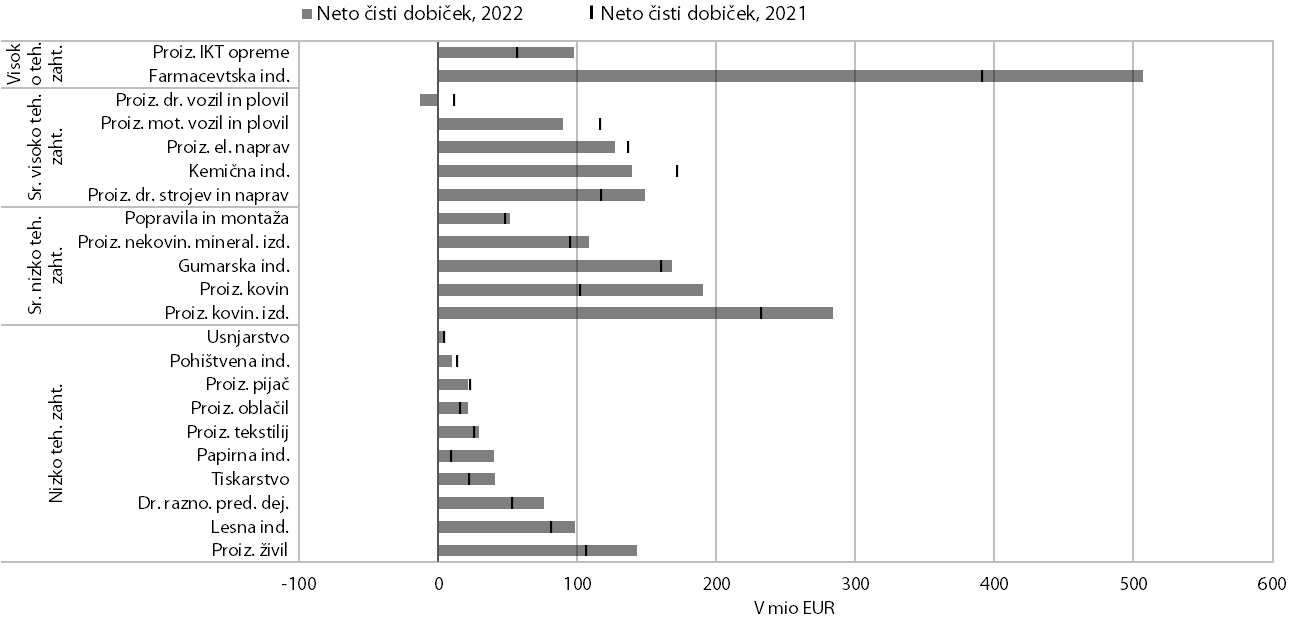 Neto čisti dobiček, 2022
Neto čisti dobiček, 2021
Visok
o teh.
zaht.
Proiz. IKT opreme
Farmacevtska ind.
Sr. visoko teh.
zaht.
Proiz. dr. vozil in plovil
Proiz. mot. vozil in plovil
Proiz. el. naprav
Kemična ind.
Proiz. dr. strojev in naprav
Sr. nizko teh.
zaht.
Popravila in montaža
Proiz. nekovin. mineral. izd.
Gumarska ind.
Proiz. kovin
Proiz. kovin. izd.
Nizko teh. zaht.
Usnjarstvo
Pohištvena ind.
Proiz. pijač
Proiz. oblačil
Proiz. tekstilij
Papirna ind.
Tiskarstvo
Dr. razno. pred. dej.
Lesna ind.
Proiz. živil
-100 0 100 200 300 400 500 600
V mio EUR